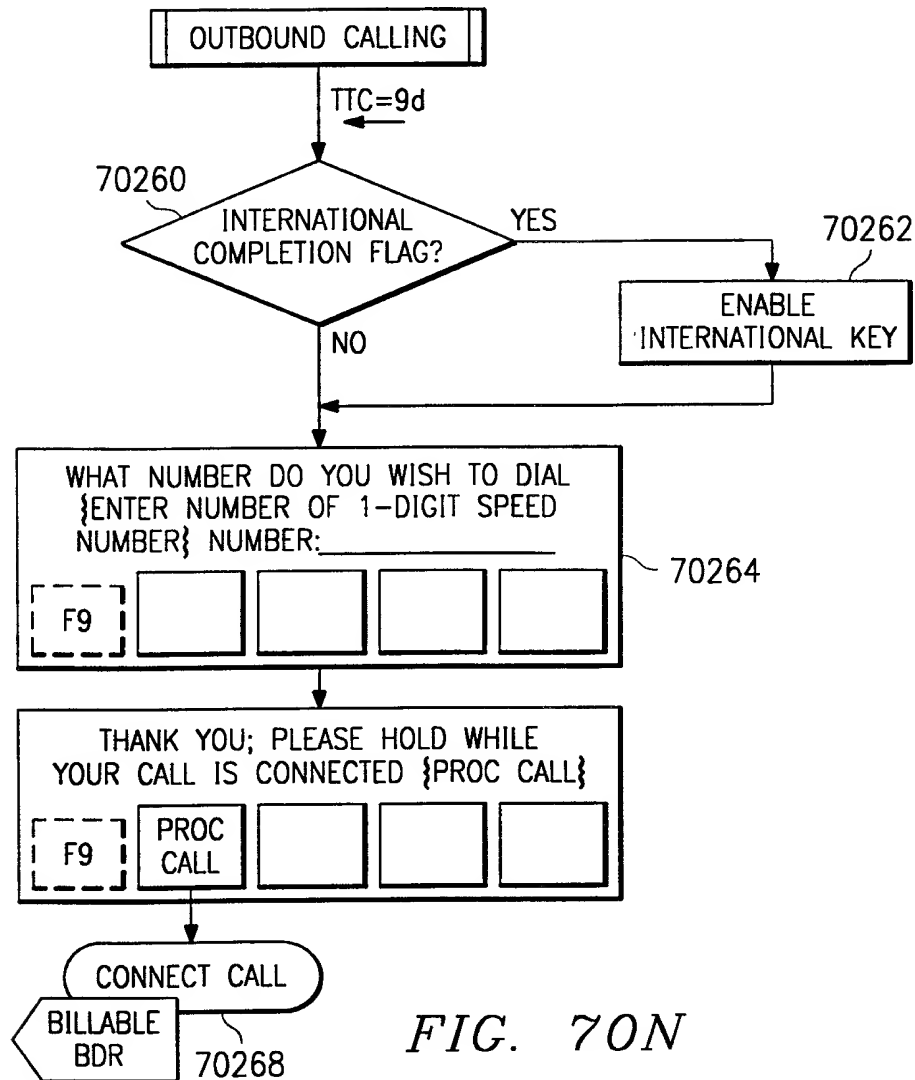 OUTBOUND CALLING
TTC=9d
70260
INTERNATIONAL
COMPLETION FLAG?
YES
70262
ENABLE
INTERNATIONAL KEY
NO
WHAT NUMBER DO YOU WISH TO DIAL
{ENTER NUMBER OF 1-DIGIT SPEED
NUMBER} NUMBER:
70264
F9
THANK YOU; PLEASE HOLD WHILE
YOUR CALL IS CONNECTED {PROC CALL}
F9
PROC
CALL
CONNECT CALL
BILLABLE
BDR
70268
FIG. 70N